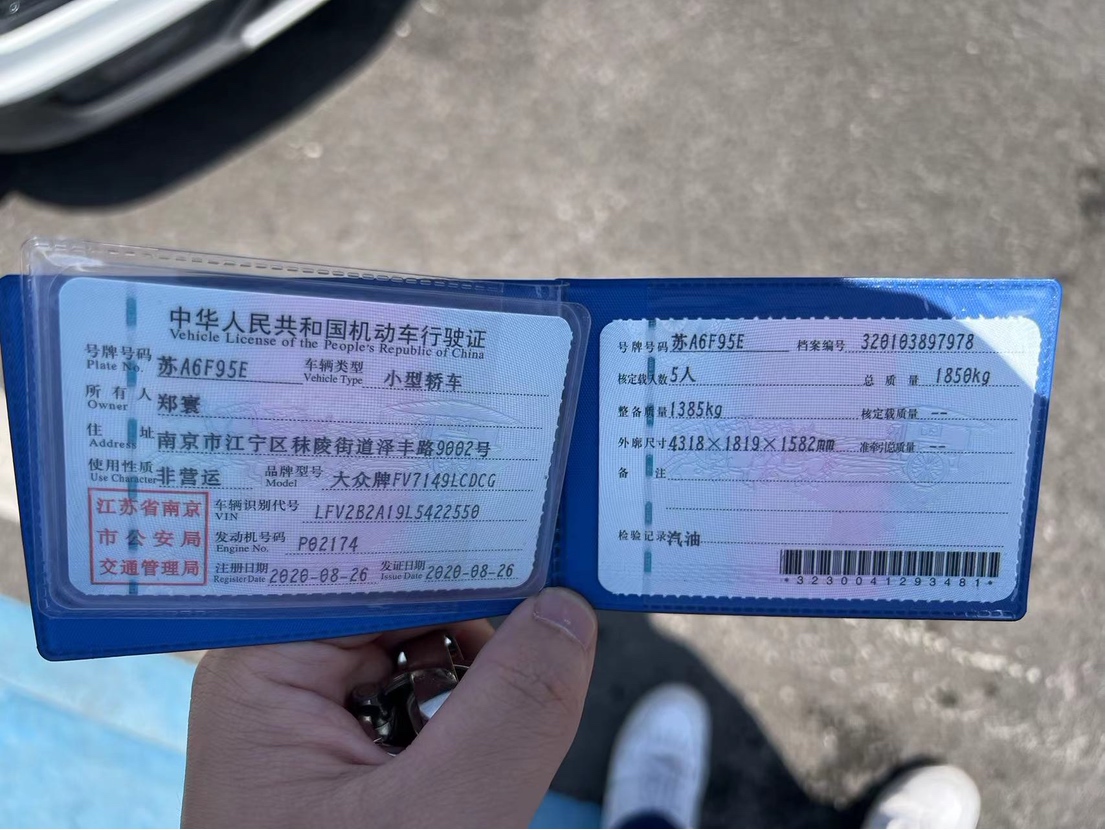 中华人民共和国机动车行驶证
Vehicle License of the People's Republic of China
号牌号码 苏A6F95E 车辆类型 小型轿车
Plate No. Vehicle Type
所有人 郑寰
Owner
住址 南京市江宁区秣陵街道泽丰路9002号
Address
使用性质 非营运 品牌型号 大众牌FV7149LCDCG
Use Character Model
江苏省南京
市公安局
交通管理局
车辆识别代号 LFV2B2A19L5422550
VIN
发动机号码 P02174
Engine No.
注册日期 2020-08-26 发证日期 2020-08-26
Register Date Issue Date
号牌号码 苏A6F95E 档案编号 320103897978
核定载人数 5人 总质量 1850kg
整备质量 1385kg 核定载质量 --
外廓尺寸 4318×1819×1582mm 准牵引总质量 --
备注
检验记录 汽油
*3230041293481*